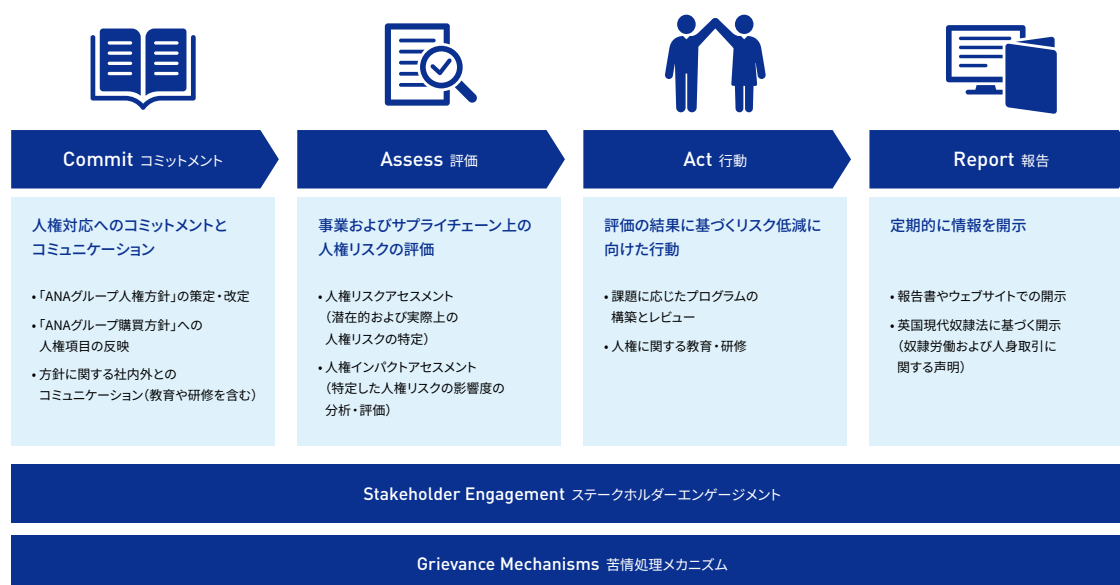 Commit コミットメント
人権対応へのコミットメントと
コミュニケーション
・「ANAグループ人権方針」の策定・改定
・「ANAグループ購買方針」への
人権項目の反映
・方針に関する社内外との
コミュニケーション（教育や研修を含む）
Assess 評価
事業およびサプライチェーン上の
人権リスクの評価
・人権リスクアセスメント
（潜在的および実際上の
人権リスクの特定）
・人権インパクトアセスメント
（特定した人権リスクの影響度の
分析・評価）
Act 行動
評価の結果に基づくリスク低減に
向けた行動
・課題に応じたプログラムの
構築とレビュー
・人権に関する教育・研修
Report 報告
定期的に情報を開示
・報告書やウェブサイトでの開示
・英国現代奴隷法に基づく開示
（奴隷労働および人身取引に
関する声明）
Stakeholder Engagement ステークホルダーエンゲージメント
Grievance Mechanisms 苦情処理メカニズム